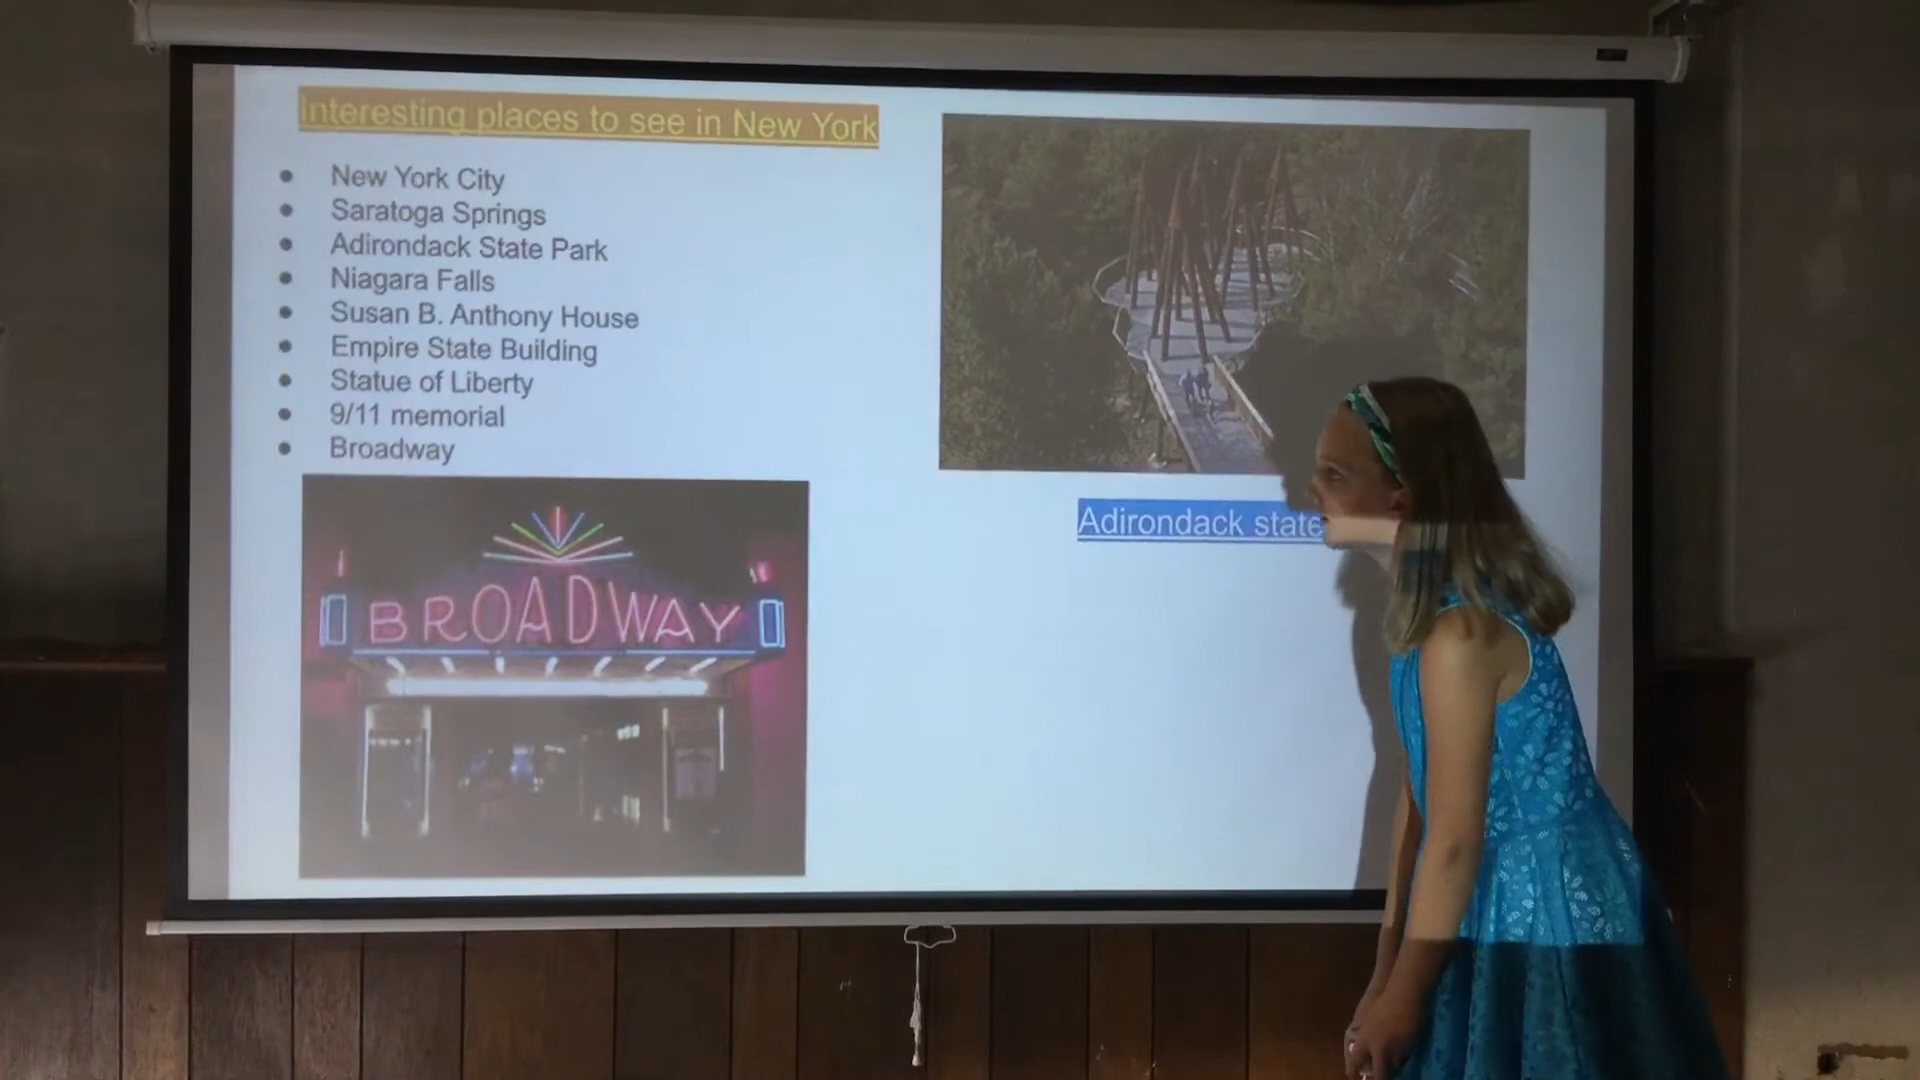 Interesting places to see in New York
New York City
Saratoga Springs
Adirondack State Park
Niagara Falls
Susan B. Anthony House
Empire State Building
Statue of Liberty
9/11 memorial
Broadway
BROADWAY
Adirondack state